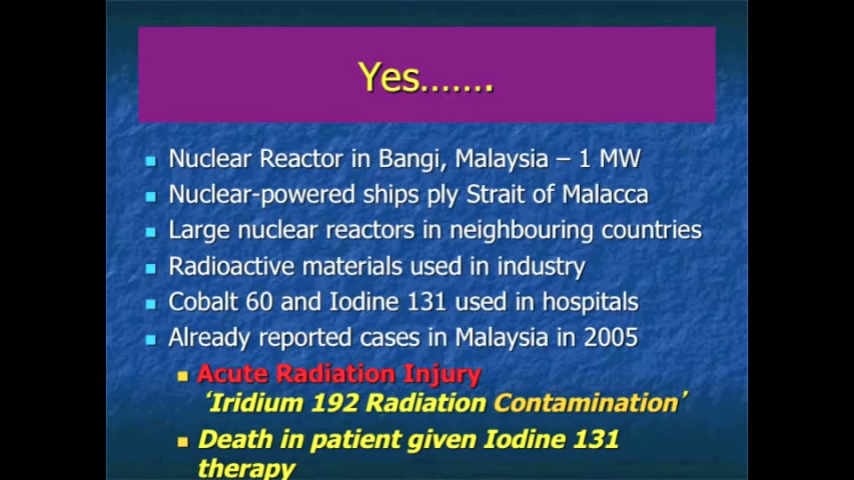 Yes.......
Nuclear Reactor in Bangi, Malaysia – 1 MW
Nuclear-powered ships ply Strait of Malacca
Large nuclear reactors in neighbouring countries
Radioactive materials used in industry
Cobalt 60 and Iodine 131 used in hospitals
Already reported cases in Malaysia in 2005
Acute Radiation Injury
‘Iridium 192 Radiation Contamination’
Death in patient given Iodine 131
therapy